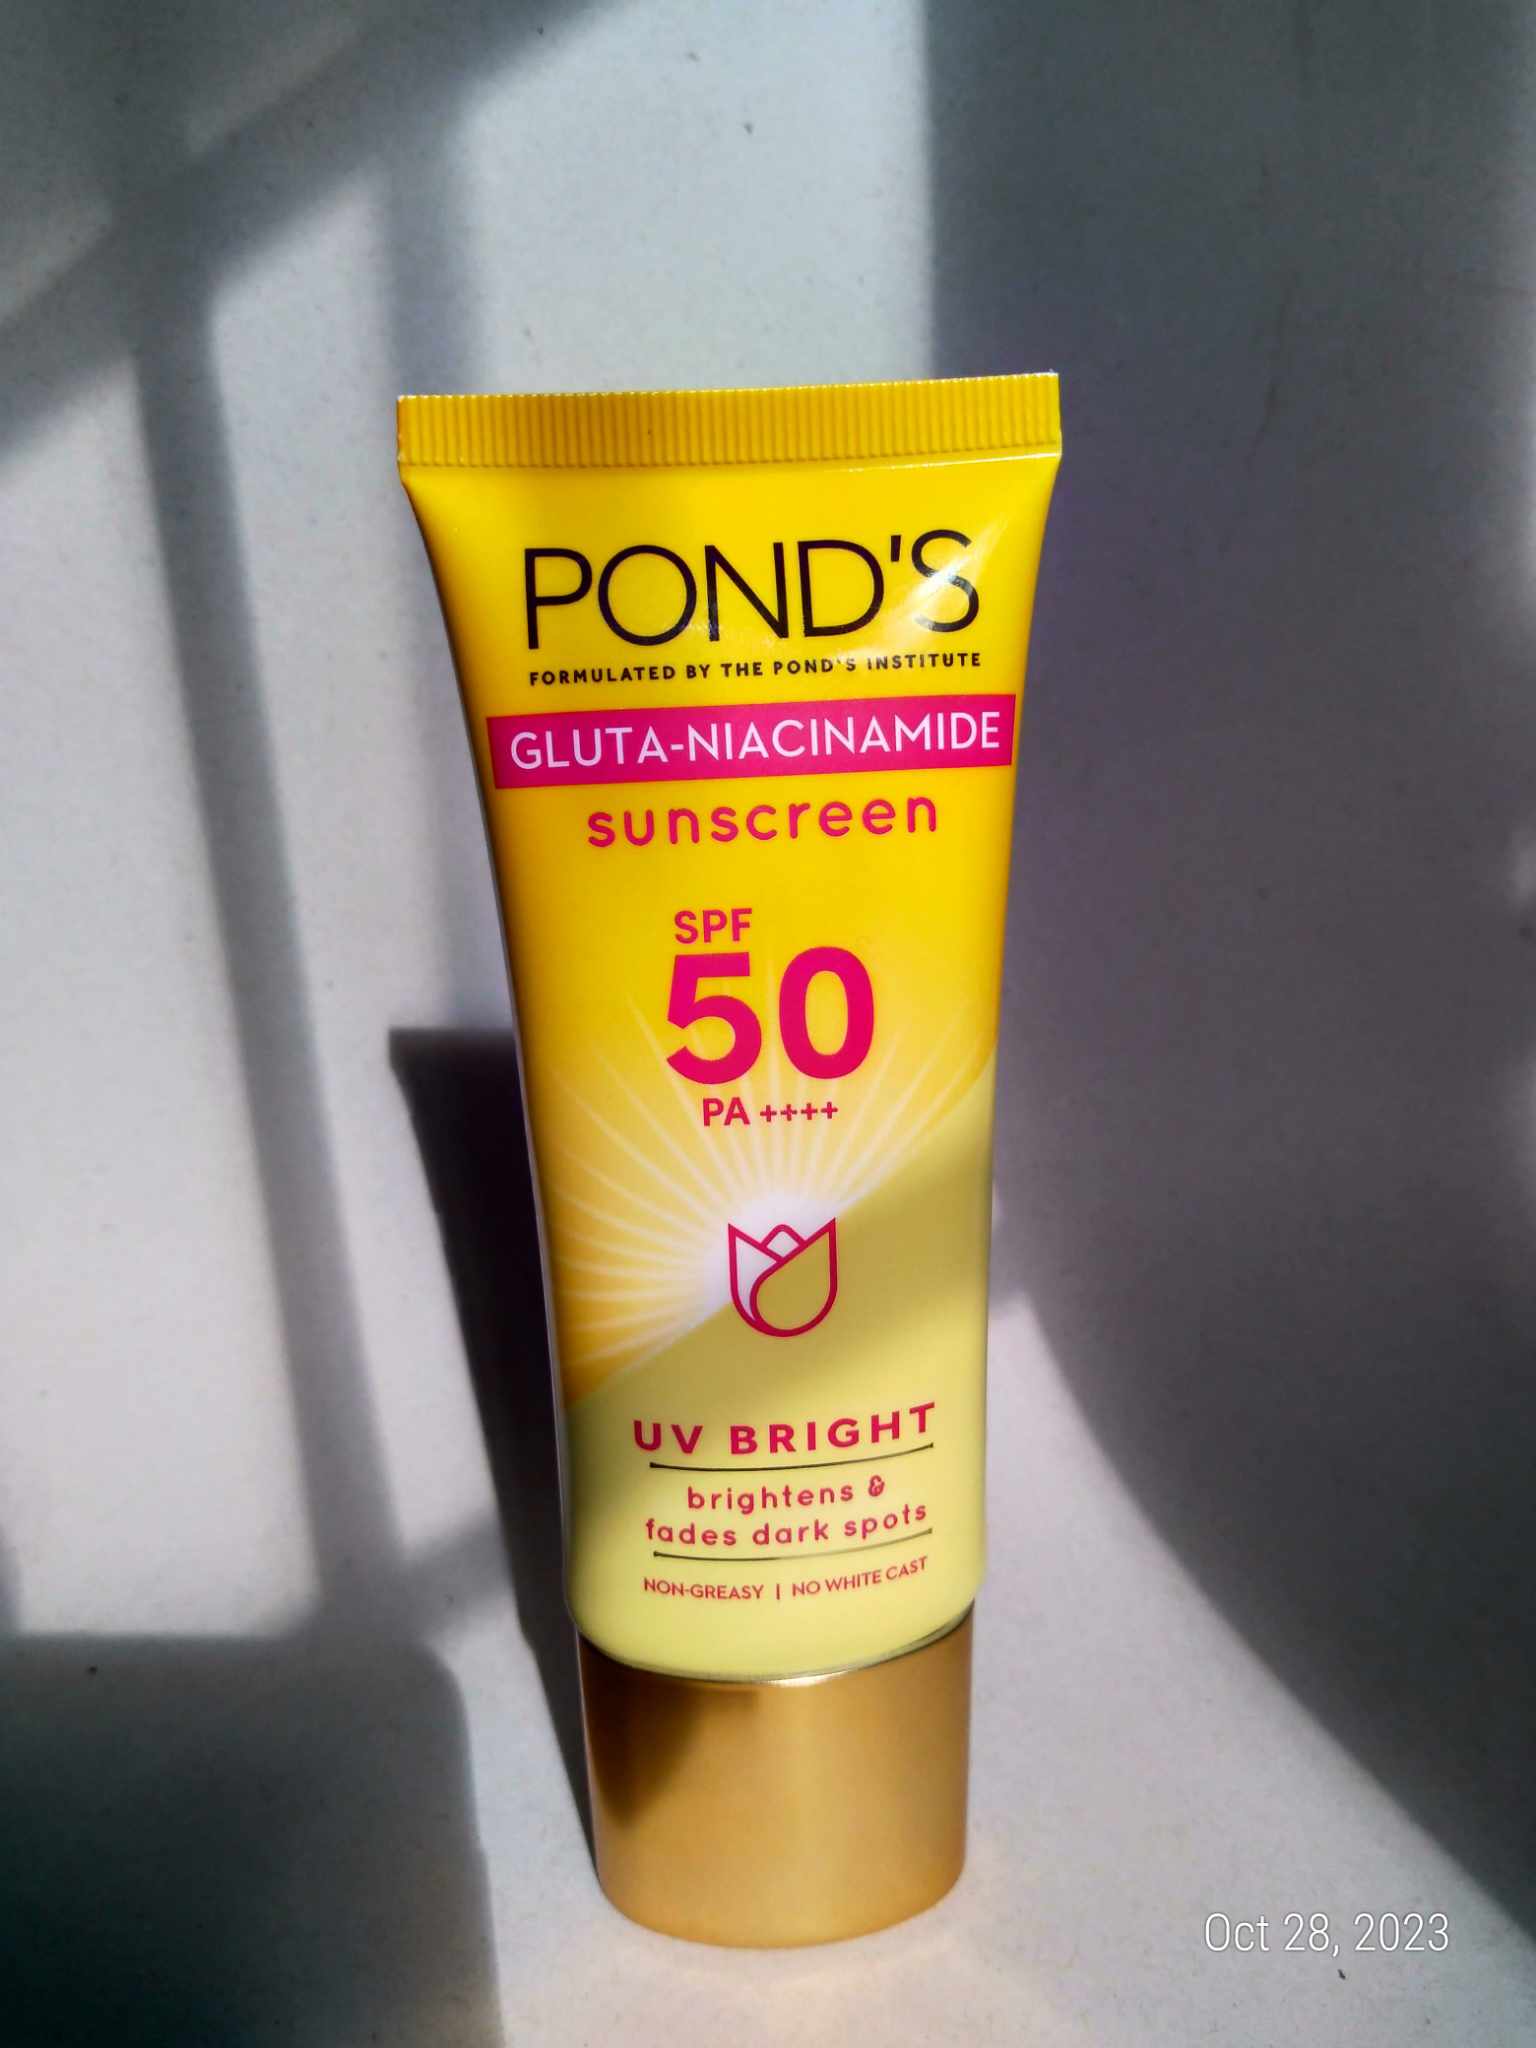 POND'S
FORMULATED BY THE POND'S INSTITUTE
GLUTA-NIACINAMIDE
sunscreen
SPF
50
PA ++++
UV BRIGHT
brightens &
fades dark spots
NON-GREASY | NO WHITE CAST
Oct 28, 2023